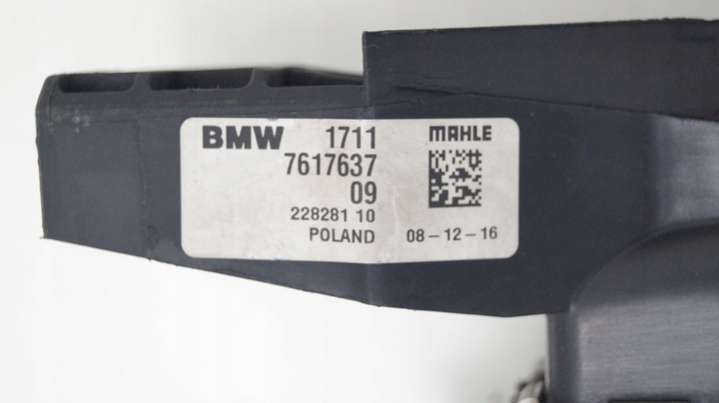 BMW 1711 MAHLE
7617637
09
228281 10
POLAND 08-12-16